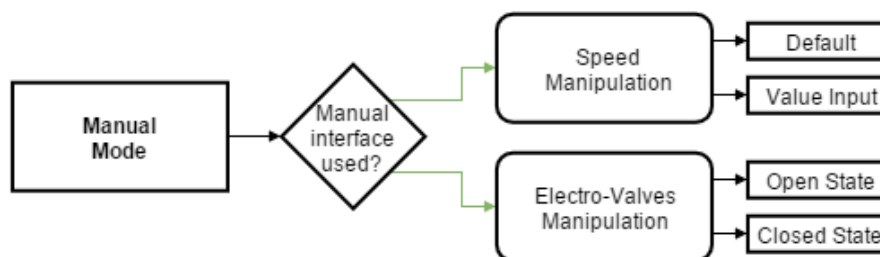 Manual
Mode
Manual
interface
used?
Speed
Manipulation
Default
Value Input
Electro-Valves
Manipulation
Open State
Closed State